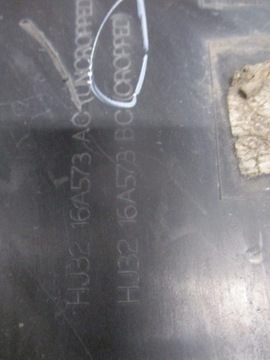 HJ32 16A573 AC (UNCROPPED
HJ32 16A573 BC (CROPPED